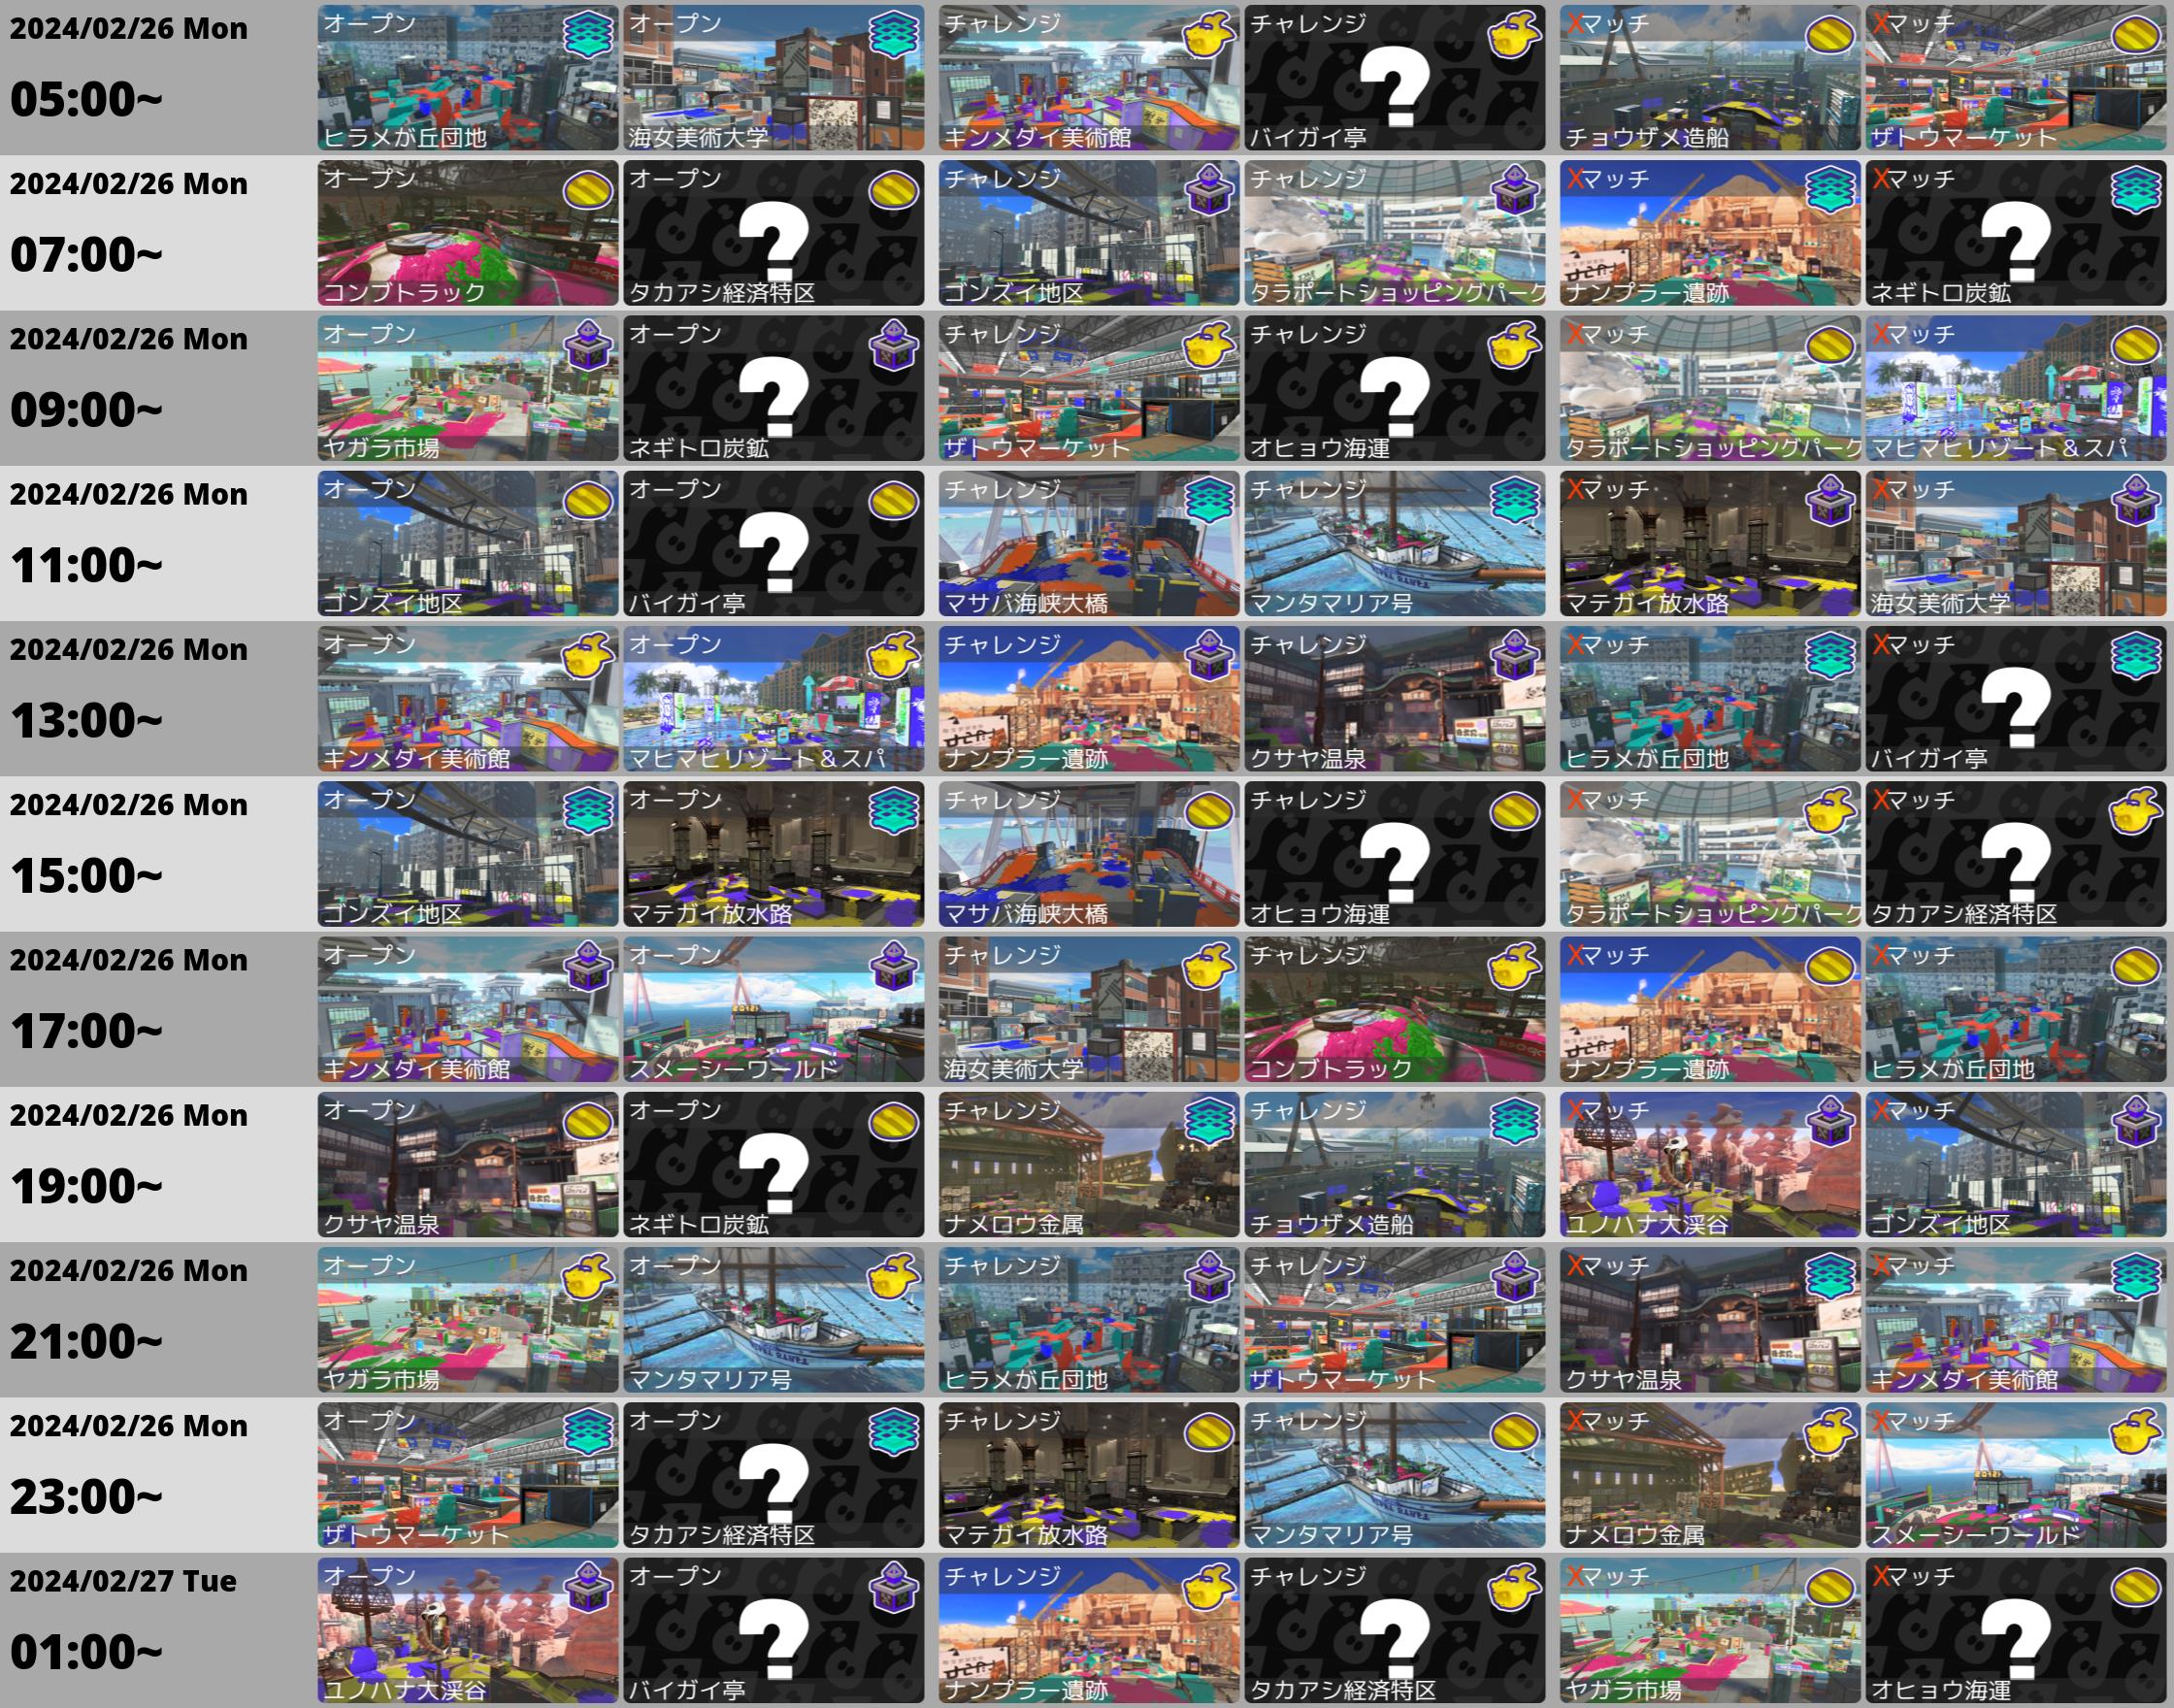 2024/02/26 Mon
05:00~
オープン
ヒラメが丘団地
オープン
海女美術大学
チャレンジ
キンメダイ美術館
チャレンジ
?
バイガイ亭
Xマッチ
チョウザメ造船
Xマッチ
ザトウマーケット
2024/02/26 Mon
07:00~
オープン
コンブトラック
オープン
?
タカアシ経済特区
チャレンジ
ゴンズイ地区
チャレンジ
タラポートショッピングパーク
Xマッチ
ナンプラー遺跡
Xマッチ
?
ネギトロ炭鉱
2024/02/26 Mon
09:00~
オープン
ヤガラ市場
オープン
?
ネギトロ炭鉱
チャレンジ
ザトウマーケット
チャレンジ
?
オヒョウ海運
Xマッチ
タラポートショッピングパーク
Xマッチ
マヒマヒリゾート＆スパ
2024/02/26 Mon
11:00~
オープン
ゴンズイ地区
オープン
?
バイガイ亭
チャレンジ
マサバ海峡大橋
チャレンジ
マンタマリア号
Xマッチ
マテガイ放水路
Xマッチ
海女美術大学
2024/02/26 Mon
13:00~
オープン
キンメダイ美術館
オープン
マヒマヒリゾート＆スパ
チャレンジ
ナンプラー遺跡
チャレンジ
クサヤ温泉
Xマッチ
ヒラメが丘団地
Xマッチ
?
バイガイ亭
2024/02/26 Mon
15:00~
オープン
ゴンズイ地区
オープン
マテガイ放水路
チャレンジ
マサバ海峡大橋
チャレンジ
?
オヒョウ海運
Xマッチ
タラポートショッピングパーク
Xマッチ
?
タカアシ経済特区
2024/02/26 Mon
17:00~
オープン
キンメダイ美術館
オープン
スメーシーワールド
チャレンジ
海女美術大学
チャレンジ
コンブトラック
Xマッチ
ナンプラー遺跡
Xマッチ
ヒラメが丘団地
2024/02/26 Mon
19:00~
オープン
クサヤ温泉
オープン
?
ネギトロ炭鉱
チャレンジ
ナメロウ金属
チャレンジ
チョウザメ造船
Xマッチ
ユノハナ大渓谷
Xマッチ
ゴンズイ地区
2024/02/26 Mon
21:00~
オープン
ヤガラ市場
オープン
マンタマリア号
チャレンジ
ヒラメが丘団地
チャレンジ
ザトウマーケット
Xマッチ
クサヤ温泉
Xマッチ
キンメダイ美術館
2024/02/26 Mon
23:00~
オープン
ザトウマーケット
オープン
?
タカアシ経済特区
チャレンジ
マテガイ放水路
チャレンジ
マンタマリア号
Xマッチ
ナメロウ金属
Xマッチ
スメーシーワールド
2024/02/27 Tue
01:00~
オープン
ユノハナ大渓谷
オープン
?
バイガイ亭
チャレンジ
ナンプラー遺跡
チャレンジ
?
タカアシ経済特区
Xマッチ
ヤガラ市場
Xマッチ
?
オヒョウ海運